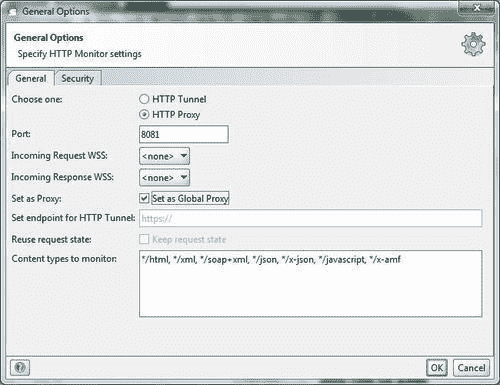 General Options
General Options
Specify HTTP Monitor settings
General Security
Choose one: HTTP Tunnel
HTTP Proxy
Port: 8081
Incoming Request WSS: <none>
Incoming Response WSS: <none>
Set as Proxy: Set as Global Proxy
Set endpoint for HTTP Tunnel: https://
Reuse request state: Keep request state
Content types to monitor: */html, */xml, */soap+xml, */json, */x-json, */javascript, */x-amf
? OK Cancel